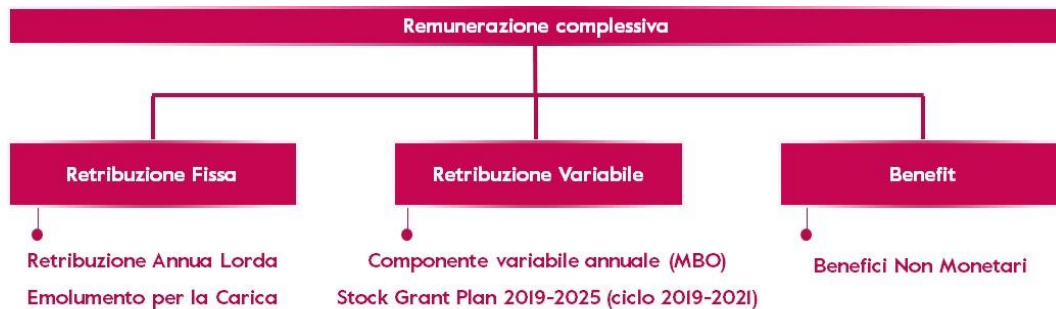 Remunerazione complessiva
Retribuzione Fissa
Retribuzione Variabile
Benefit
Retribuzione Annua Lorda
Emolumento per la Carica
Componente variabile annuale (MBO)
Stock Grant Plan 2019-2025 (ciclo 2019-2021)
Benefici Non Monetari